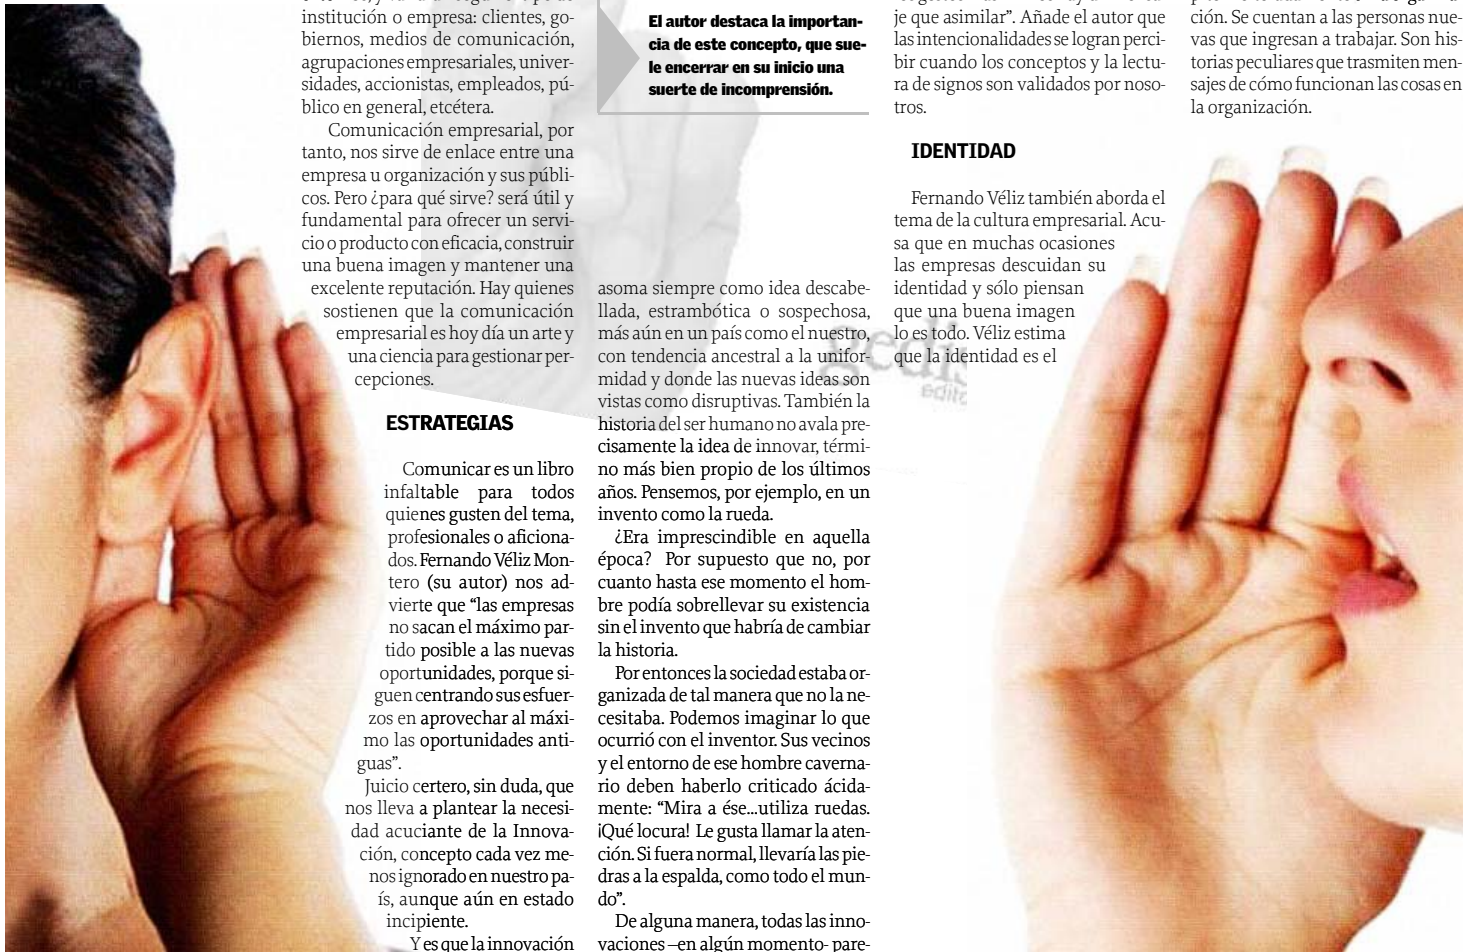 institución o empresa: clientes, go-
biernos, medios de comunicación,
agrupaciones empresariales, univer-
sidades, accionistas, empleados, pú-
blico en general, etcétera.
Comunicación empresarial, por
tanto, nos sirve de enlace entre una
empresa u organización y sus públi-
cos. Pero ¿para qué sirve? será útil y
fundamental para ofrecer un servi-
cio o producto con eficacia, construir
una buena imagen y mantener una
excelente reputación. Hay quienes
sostienen que la comunicación
empresarial es hoy día un arte y
una ciencia para gestionar per-
cepciones.
ESTRATEGIAS
Comunicar es un libro
infaltable para todos
quienes gusten del tema,
profesionales o aficiona-
dos. Fernando Véliz Mon-
tero (su autor) nos ad-
vierte que “las empresas
no sacan el máximo par-
tido posible a las nuevas
oportunidades, porque si-
guen centrando sus esfuer-
zos en aprovechar al máxi-
mo las oportunidades anti-
guas”.
Juicio certero, sin duda, que
nos lleva a plantear la necesi-
dad acuciante de la Innova-
ción, concepto cada vez me-
nos ignorado en nuestro pa-
ís, aunque aún en estado
incipiente.
Y es que la innovación
El autor destaca la importan-
cia de este concepto, que sue-
le encerrar en su inicio una
suerte de incomprensión.
asoma siempre como idea descabe-
llada, estrambótica o sospechosa,
más aún en un país como el nuestro,
con tendencia ancestral a la unifor-
midad y donde las nuevas ideas son
vistas como disruptivas. También la
historia del ser humano no avala pre-
cisamente la idea de innovar, térmi-
no más bien propio de los últimos
años. Pensemos, por ejemplo, en un
invento como la rueda.
¿Era imprescindible en aquella
época? Por supuesto que no, por
cuanto hasta ese momento el hom-
bre podía sobrellevar su existencia
sin el invento que habría de cambiar
la historia.
Por entonces la sociedad estaba or-
ganizada de tal manera que no la ne-
cesitaba. Podemos imaginar lo que
ocurrió con el inventor. Sus vecinos
y el entorno de ese hombre caverna-
rio deben haberlo criticado ácida-
mente: “Mira a ése...utiliza ruedas.
¡Qué locura! Le gusta llamar la aten-
ción. Si fuera normal, llevaría las pie-
dras a la espalda, como todo el mun-
do”.
De alguna manera, todas las inno-
vaciones –en algún momento- pare-
je que asimilar”. Añade el autor que
las intencionalidades se logran perci-
bir cuando los conceptos y la lectu-
ra de signos son validados por noso-
tros.
IDENTIDAD
Fernando Véliz también aborda el
tema de la cultura empresarial. Acu-
sa que en muchas ocasiones
las empresas descuidan su
identidad y sólo piensan
que una buena imagen
lo es todo. Véliz estima
que la identidad es el
ción. Se cuentan a las personas nue-
vas que ingresan a trabajar. Son his-
torias peculiares que trasmiten men-
sajes de cómo funcionan las cosas en
la organización.